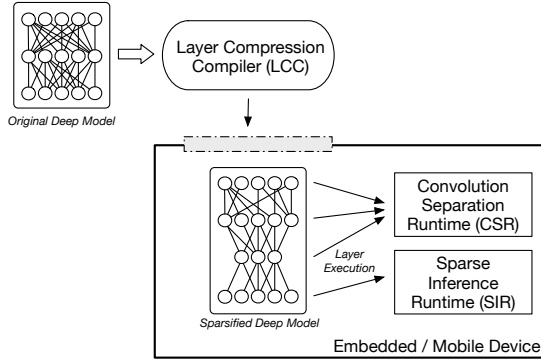 Original Deep Model
Layer Compression
Compiler (LCC)
Convolution
Separation
Runtime (CSR)
Layer
Execution
Sparse
Inference
Runtime (SIR)
Sparsified Deep Model
Embedded / Mobile Device